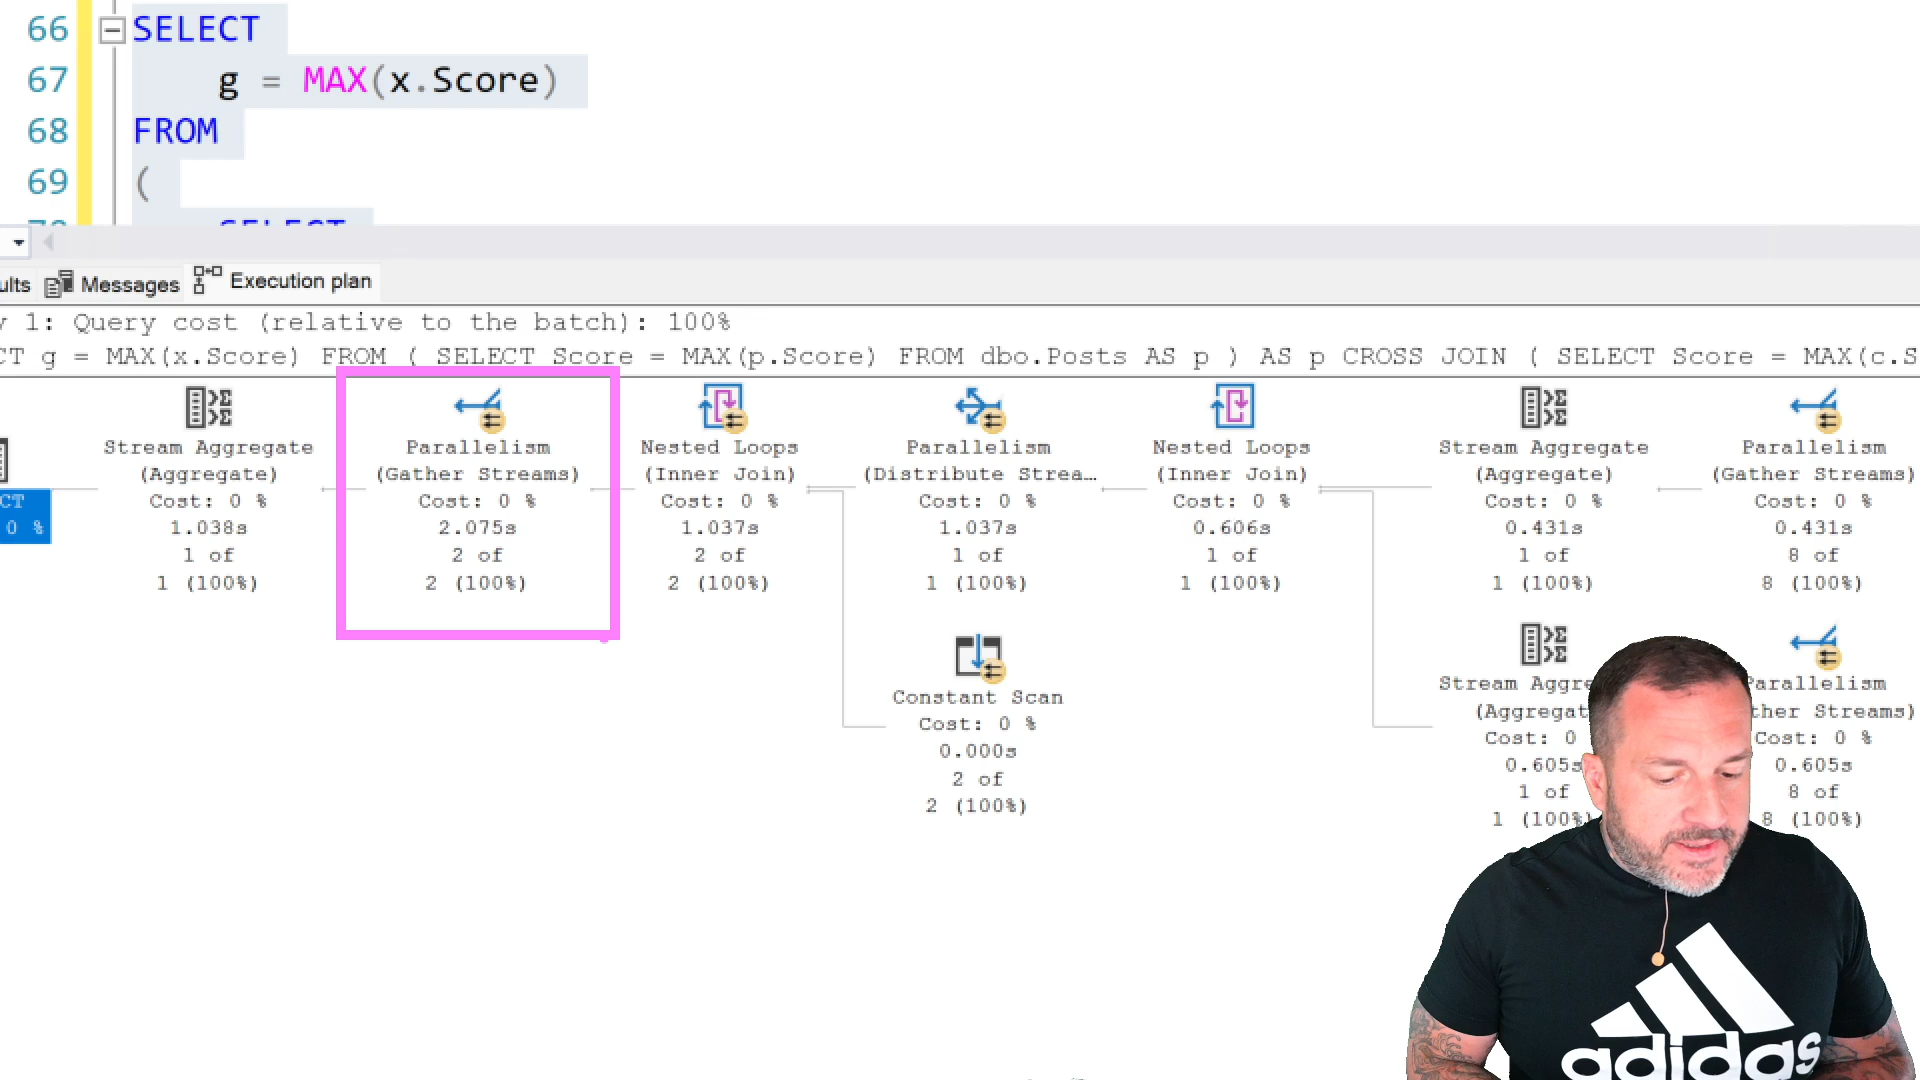 66 SELECT
67 g = MAX(x.Score)
68 FROM
69 (
70 SELECT
Messages Execution plan
1: Query cost (relative to the batch): 100%
g = MAX(x.Score) FROM ( SELECT Score = MAX(p.Score) FROM dbo.Posts AS p ) AS p CROSS JOIN ( SELECT Score = MAX(c.S
Stream Aggregate
(Aggregate)
Cost: 0 %
1.038s
1 of
1 (100%)
Parallelism
(Gather Streams)
Cost: 0 %
2.075s
2 of
2 (100%)
Nested Loops
(Inner Join)
Cost: 0 %
1.037s
2 of
2 (100%)
Parallelism
(Distribute Strea…
Cost: 0 %
1.037s
1 of
1 (100%)
Nested Loops
(Inner Join)
Cost: 0 %
0.606s
1 of
1 (100%)
Stream Aggregate
(Aggregate)
Cost: 0 %
0.431s
1 of
1 (100%)
Parallelism
(Gather Streams)
Cost: 0 %
0.431s
8 of
8 (100%)
0 %
Constant Scan
Cost: 0 %
0.000s
2 of
2 (100%)
Stream Aggre
(Aggregat
Cost: 0
0.605s
1 of
1 (100%)
Parallelism
ther Streams)
Cost: 0 %
0.605s
8 of
8 (100%)
adidas